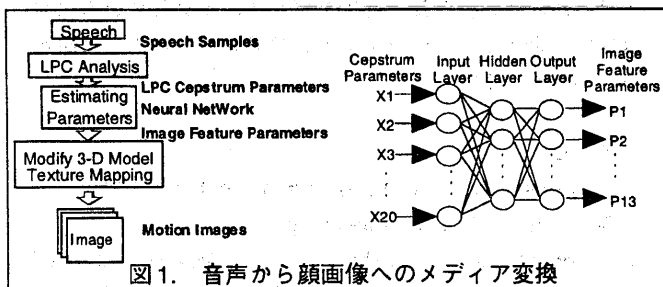 Speech
Speech Samples
LPC Analysis
LPC Cepstrum Parameters
Estimating
Parameters
Neural NetWork
Image Feature Parameters
Modify 3-D Model
Texture Mapping
Image
Motion Images
Cepstrum
Parameters
Input
Layer
Hidden
Layer
Output
Layer
Image
Feature
Parameters
X1
X2
X3
X20
P1
P2
P13
図1. 音声から顔画像へのメディア変換